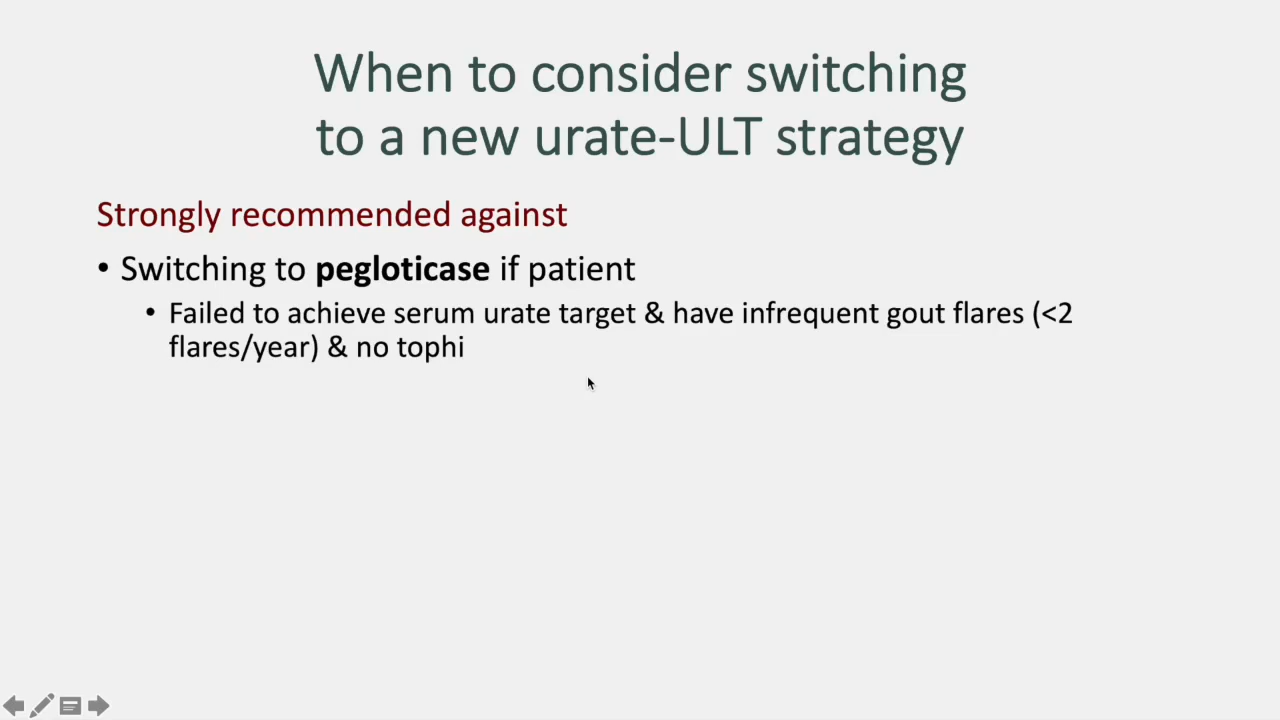 When to consider switching
to a new urate-ULT strategy
Strongly recommended against
• Switching to pegloticase if patient
• Failed to achieve serum urate target & have infrequent gout flares (<2
flares/year) & no tophi